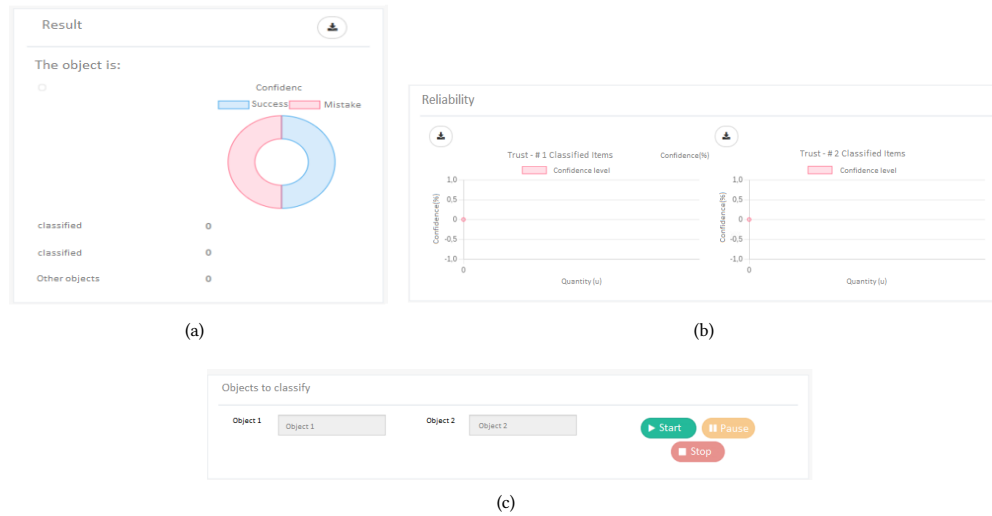 Result
The object is:
Confidenc
Success Mistake
classified 0
classified 0
Other objects 0
(a)
Reliability
Trust - # 1 Classified Items
Confidence level
Confidence(%)
1,0
0,5
0
-0,5
-1,0
Confidence(%)
0
Quantity (u)
Trust - # 2 Classified Items
Confidence level
1,0
0,5
0
-0,5
-1,0
Confidence(%)
0
Quantity (u)
(b)
Objects to classify
Object 1 Object 1 Object 2 Object 2
Start Pause
Stop
(c)